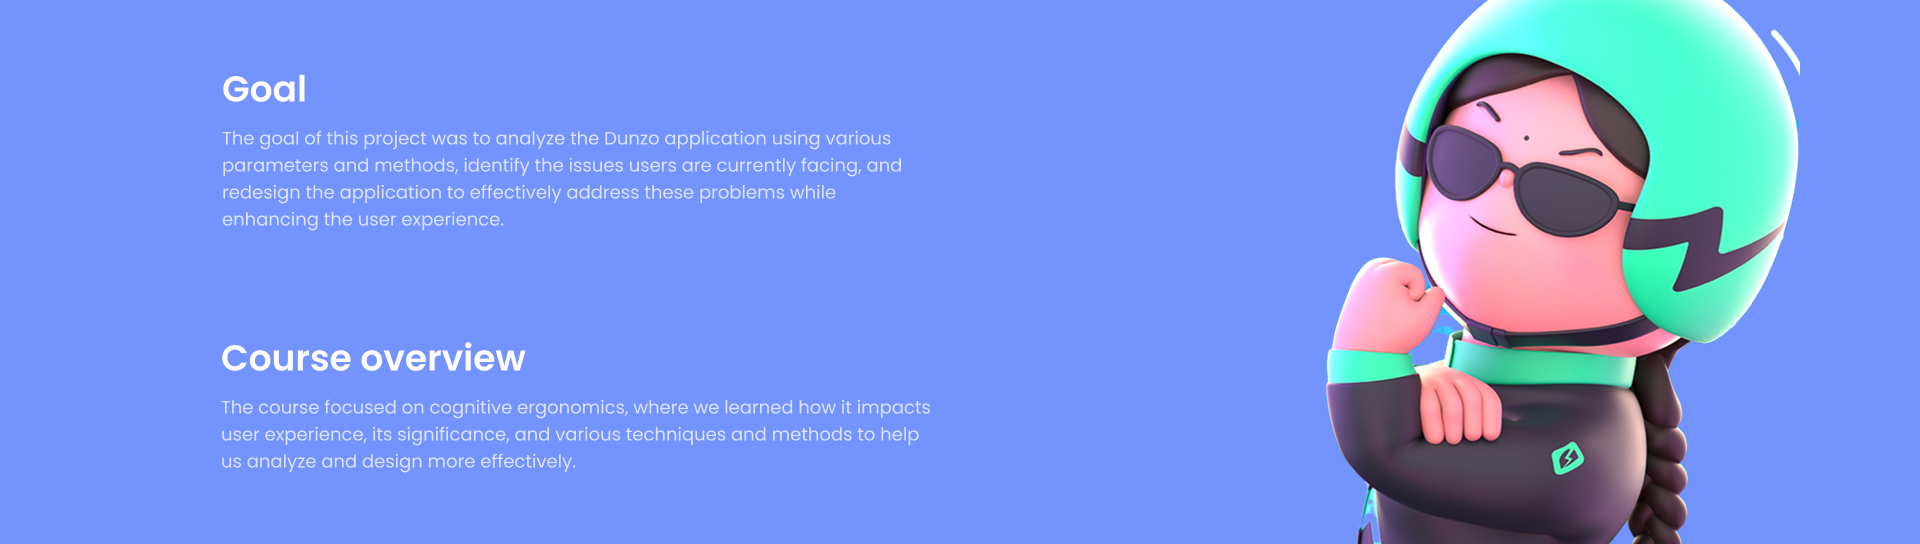 Goal
The goal of this project was to analyze the Dunzo application using various
parameters and methods, identify the issues users are currently facing, and
redesign the application to effectively address these problems while
enhancing the user experience.
Course overview
The course focused on cognitive ergonomics, where we learned how it impacts
user experience, its significance, and various techniques and methods to help
us analyze and design more effectively.